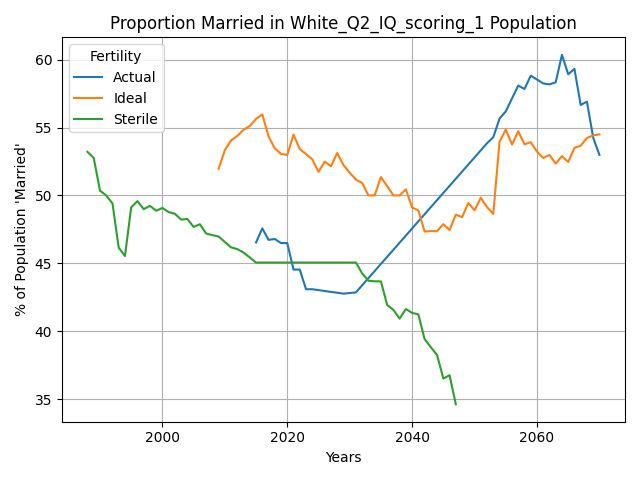 Proportion Married in White_Q2_IQ_scoring_1 Population
Fertility
Actual
Ideal
Sterile
% of Population 'Married'
60
55
50
45
40
35
2000
2020
2040
2060
Years